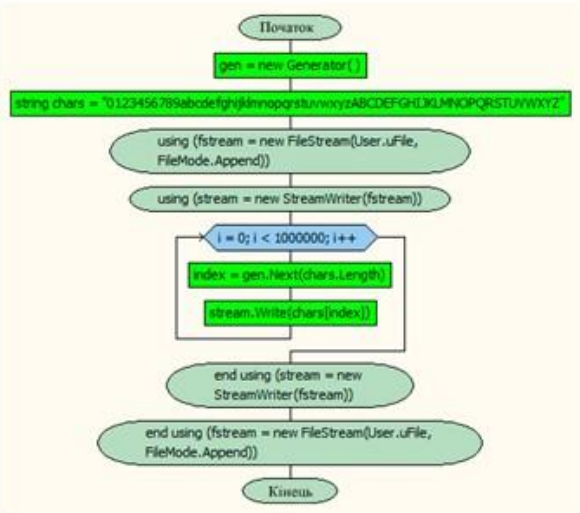 Початок
gen = new Generator( )
string chars = "0123456789abcdefghijklmnopqrstuvwxyzABCDEFGHIJKLMNOPQRSTUVWXYZ"
using (fstream = new FileStream(User.uFile,
FileMode.Append))
using (stream = new StreamWriter(fstream))
i = 0; i < 1000000; i++
index = gen.Next(chars.Length)
stream.Write(chars[index])
end using (stream = new
StreamWriter(fstream))
end using (fstream = new FileStream(User.uFile,
FileMode.Append))
Кінець